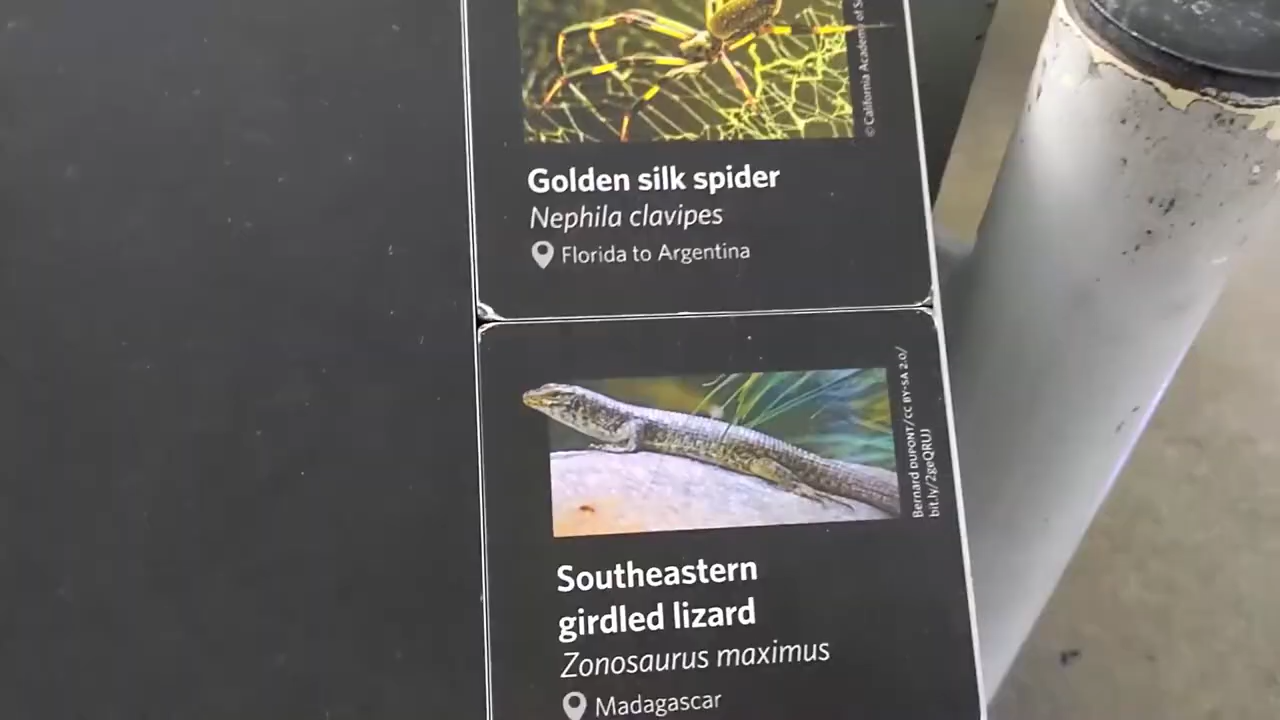 © California Academy of S
Golden silk spider
Nephila clavipes
Florida to Argentina
Bernard DUPONT/CC BY-SA 2.0/
bit.ly/2geQRUJ
Southeastern
girdled lizard
Zonosaurus maximus
Madagascar